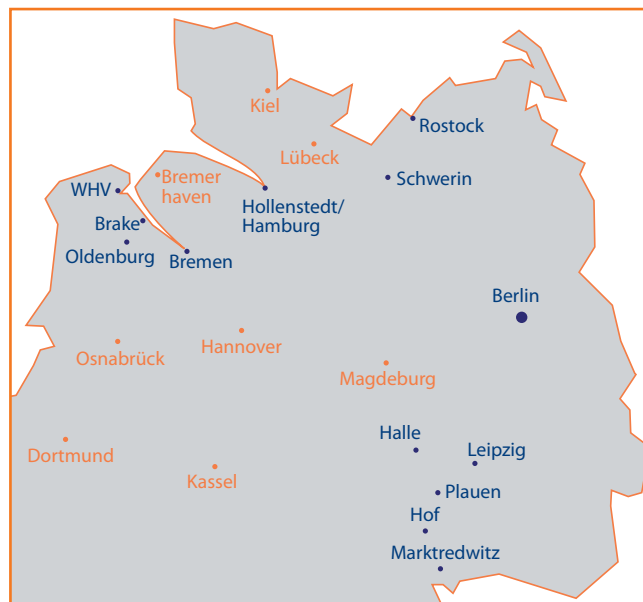 Kiel
Rostock
Lübeck
Bremer
haven
Schwerin
WHV
Hollenstedt/
Hamburg
Brake
Oldenburg
Bremen
Berlin
Hannover
Osnabrück
Magdeburg
Halle
Leipzig
Dortmund
Kassel
Plauen
Hof
Marktredwitz